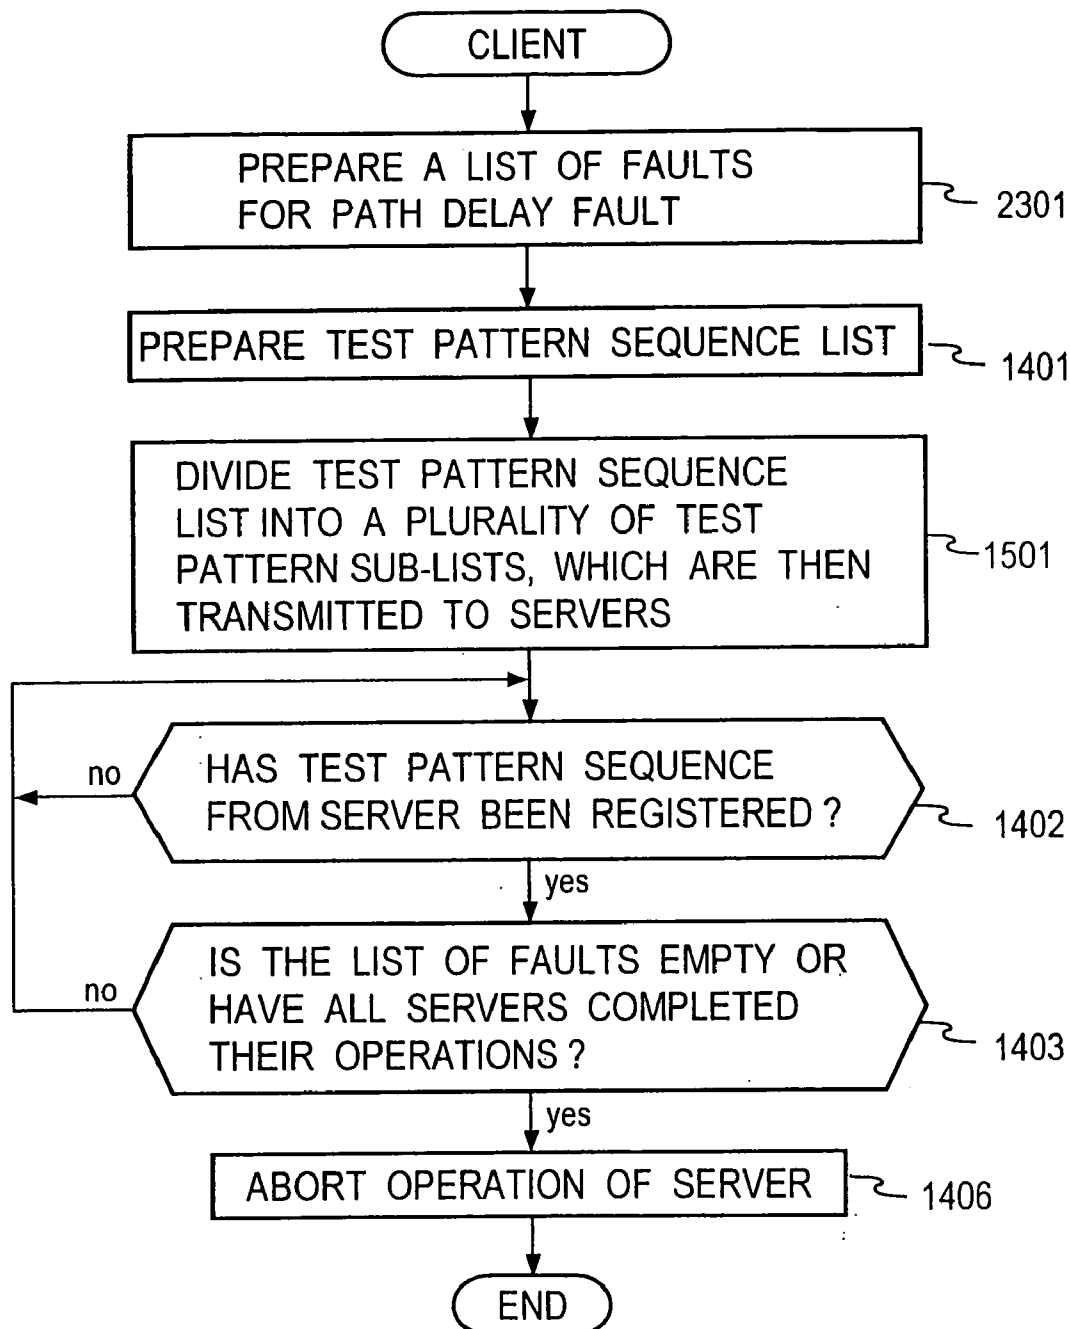 CLIENT
PREPARE A LIST OF FAULTS
FOR PATH DELAY FAULT
2301
PREPARE TEST PATTERN SEQUENCE LIST
1401
DIVIDE TEST PATTERN SEQUENCE
LIST INTO A PLURALITY OF TEST
PATTERN SUB-LISTS, WHICH ARE THEN
TRANSMITTED TO SERVERS
1501
no
HAS TEST PATTERN SEQUENCE
FROM SERVER BEEN REGISTERED ?
1402
yes
no
IS THE LIST OF FAULTS EMPTY OR
HAVE ALL SERVERS COMPLETED
THEIR OPERATIONS ?
1403
yes
ABORT OPERATION OF SERVER
1406
END